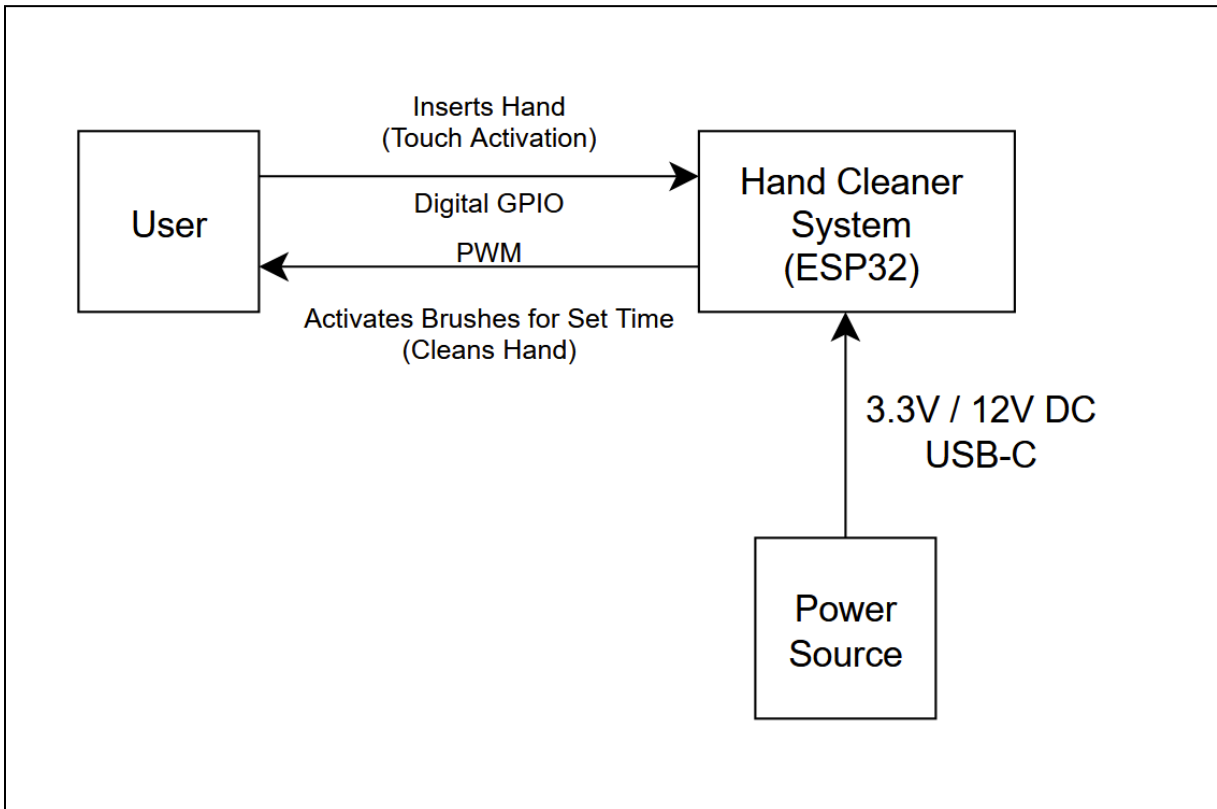 Inserts Hand
(Touch Activation)
User
Digital GPIO
PWM
Activates Brushes for Set Time
(Cleans Hand)
Hand Cleaner
System
(ESP32)
3.3V / 12V DC
USB-C
Power
Source